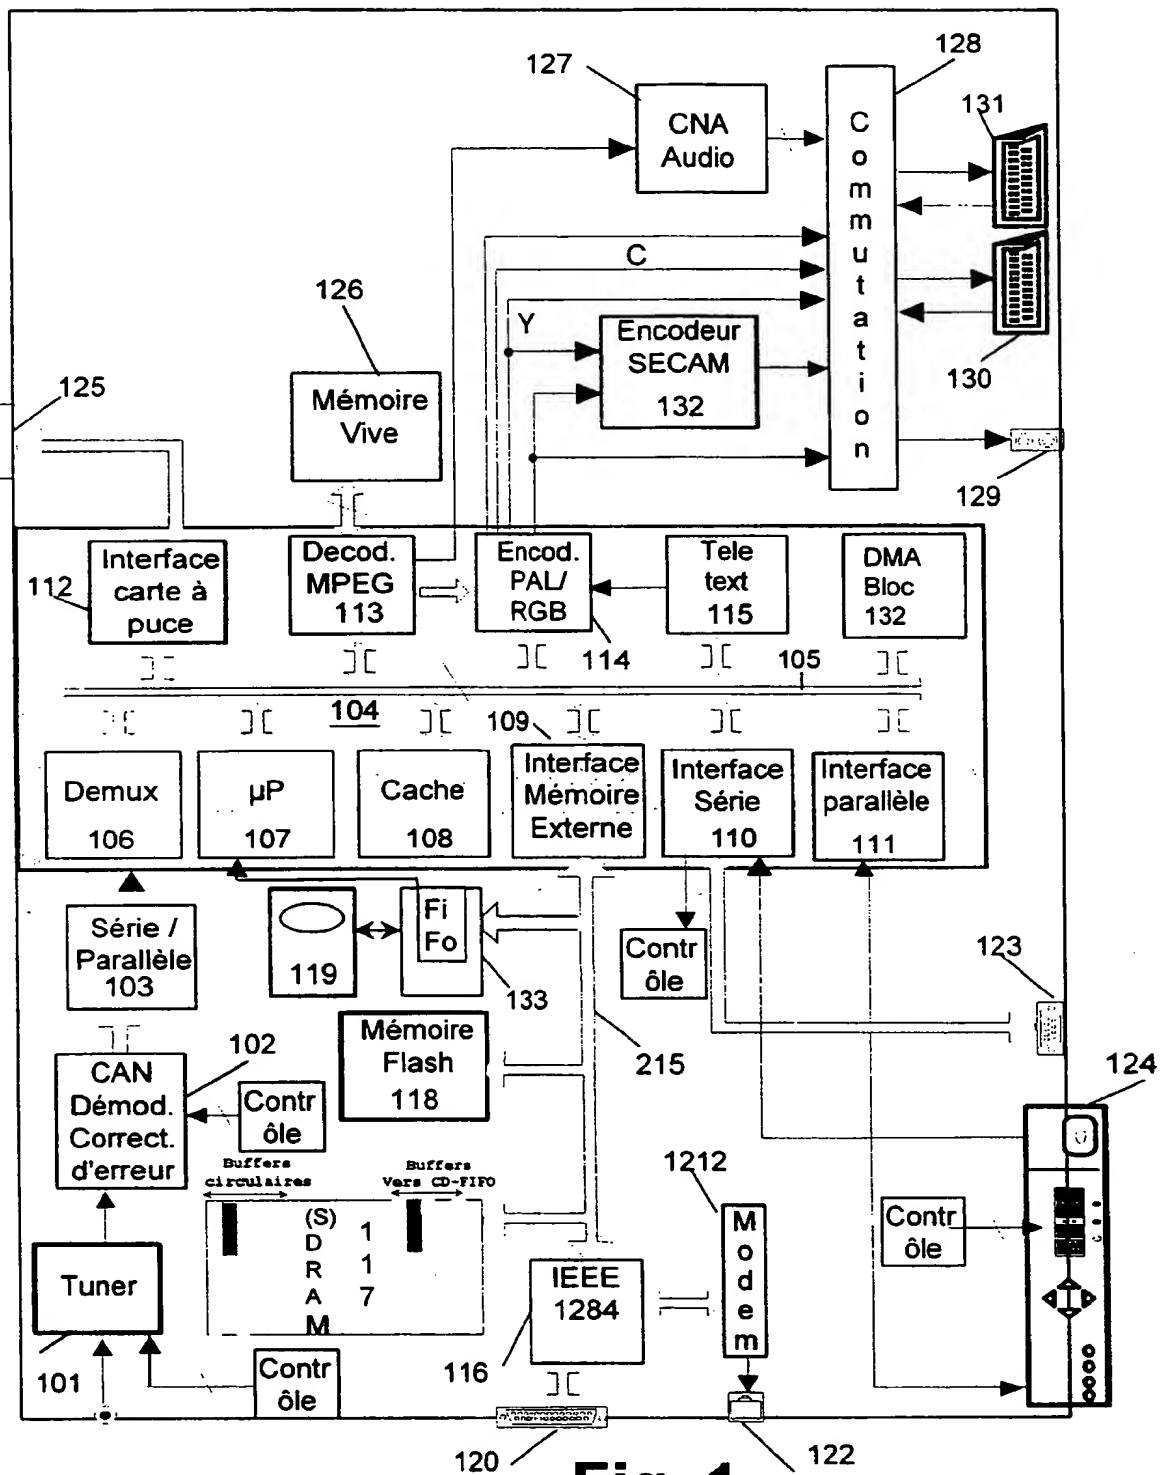 128
127
131
CNA
Audio
Commutation
C
126
Y
Encodeur
SECAM
132
130
125
Mémoire
Vive
129
Interface
carte à
puce
112
Decod.
MPEG
113
Encod.
PAL/
RGB
Tele
text
115
DMA
Bloc
132
114
105
104
109
Demux
106
µP
107
Cache
108
Interface
Mémoire
Externe
Interface
Série
110
Interface
parallèle
111
Série /
Parallèle
103
119
Fi
Fo
133
Contr
ôle
123
102
Mémoire
Flash
118
215
124
CAN
Démod.
Correct.
d'erreur
Contr
ôle
Buffers
circulaires
Buffers
Vers CD-FIFO
1212
(S)
DRAM
117
Modem
Contr
ôle
Tuner
IEEE
1284
101
Contr
ôle
116
120
122